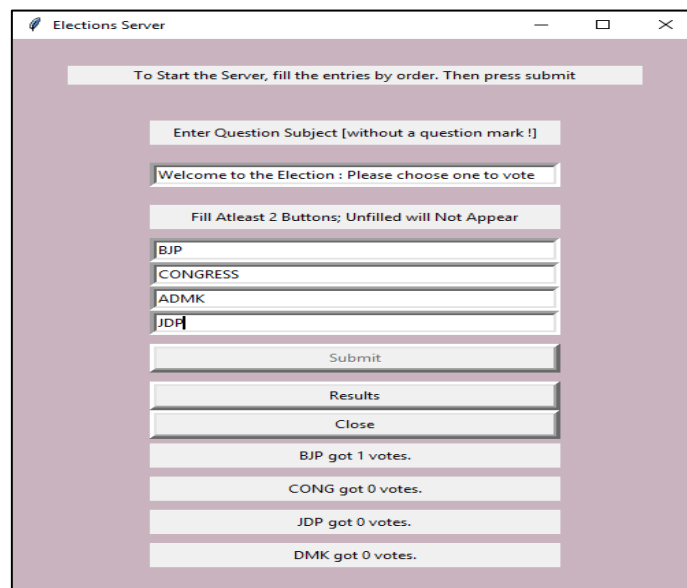 Elections Server
To Start the Server, fill the entries by order. Then press submit
Enter Question Subject [without a question mark !]
Welcome to the Election : Please choose one to vote
Fill Atleast 2 Buttons; Unfilled will Not Appear
BJP
CONGRESS
ADMK
JDP
Submit
Results
Close
BJP got 1 votes.
CONG got 0 votes.
JDP got 0 votes.
DMK got 0 votes.